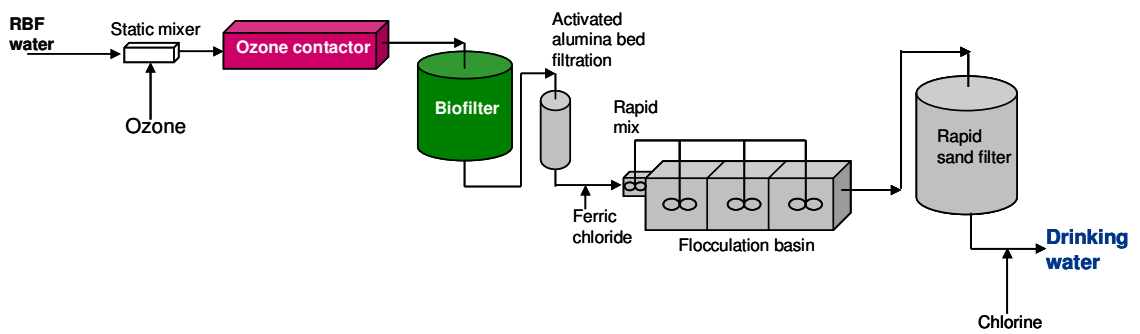 RBF
water
Static mixer
Ozone
Ozone contactor
Biofilter
Activated
alumina bed
filtration
Ferric
chloride
Rapid
mix
Flocculation basin
Rapid
sand filter
Drinking
water
Chlorine